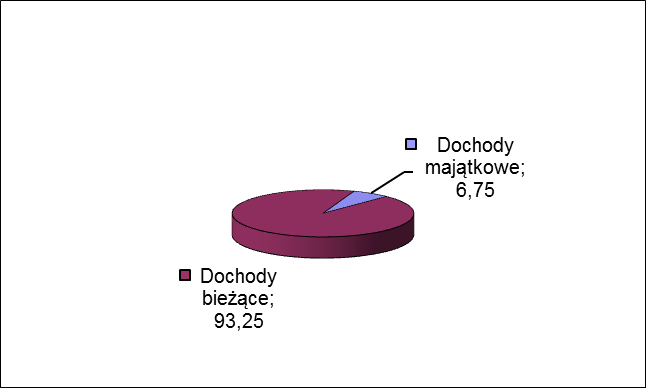 Dochody
majątkowe;
6,75
Dochody
bieżące;
93,25